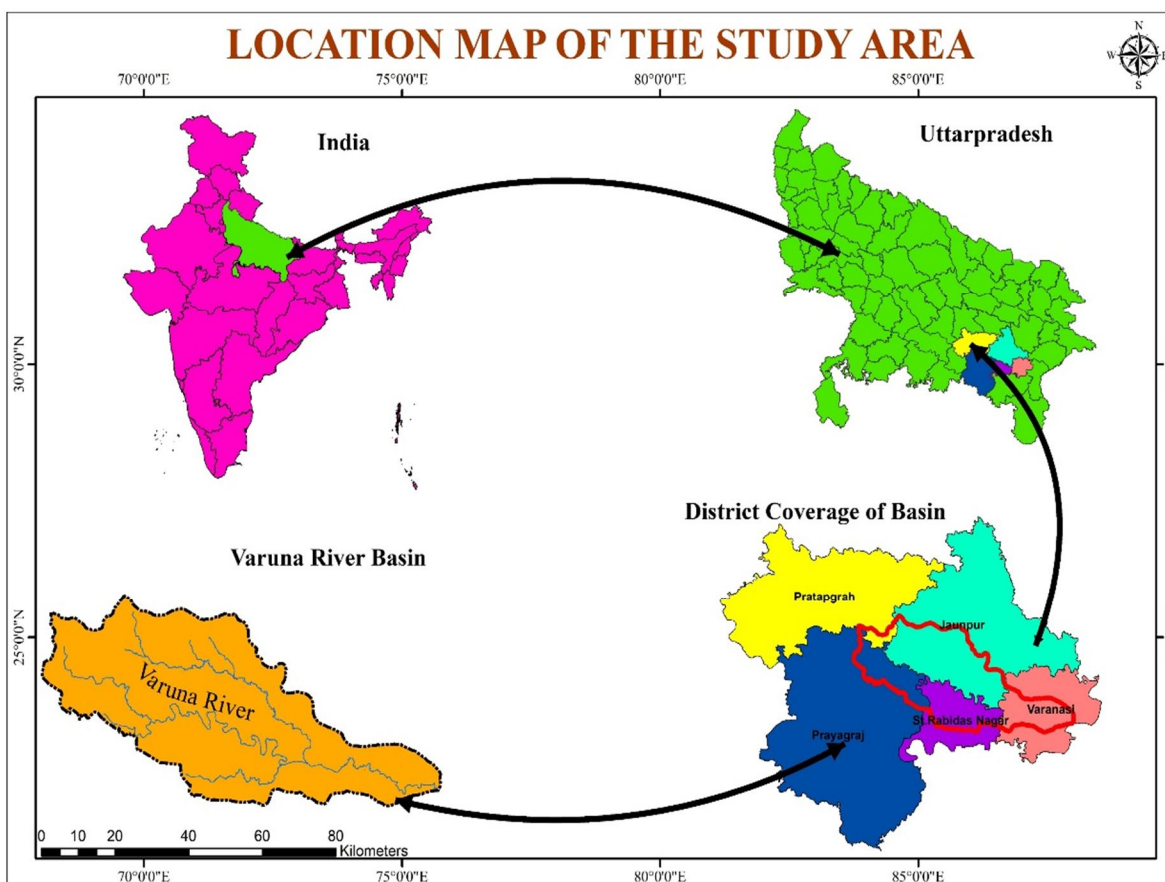 LOCATION MAP OF THE STUDY AREA
N
W E
S
70°0'0"E 75°0'0"E 80°0'0"E 85°0'0"E
India
Uttarpradesh
30°0'0"N
District Coverage of Basin
Varuna River Basin
Pratapgrah
Jaunpur
25°0'0"N
Varuna River
Varanasi
St.Rabidas Nagar
Prayagraj
0 10 20 40 60 80
Kilometers
70°0'0"E 75°0'0"E 80°0'0"E 85°0'0"E